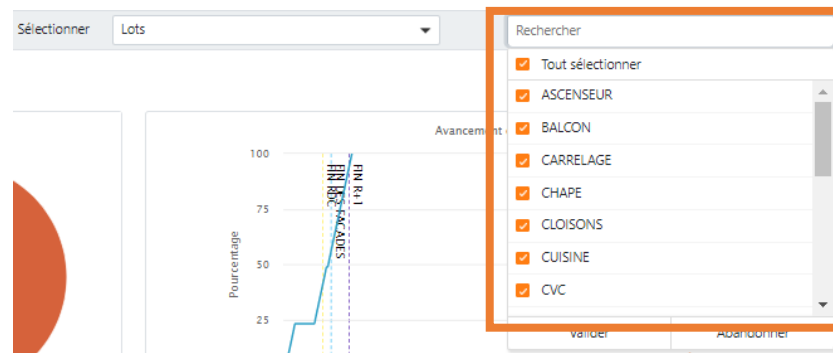 Sélectionner Lots Rechercher
Tout sélectionner
ASCENSEUR
BALCON
CARRELAGE
CHAPE
CLOISONS
CUISINE
CVC
Valider Abandonner
Avancement
Pourcentage
100
75
50
25
FIN RDC
FIN DES FACADES
FIN R+1